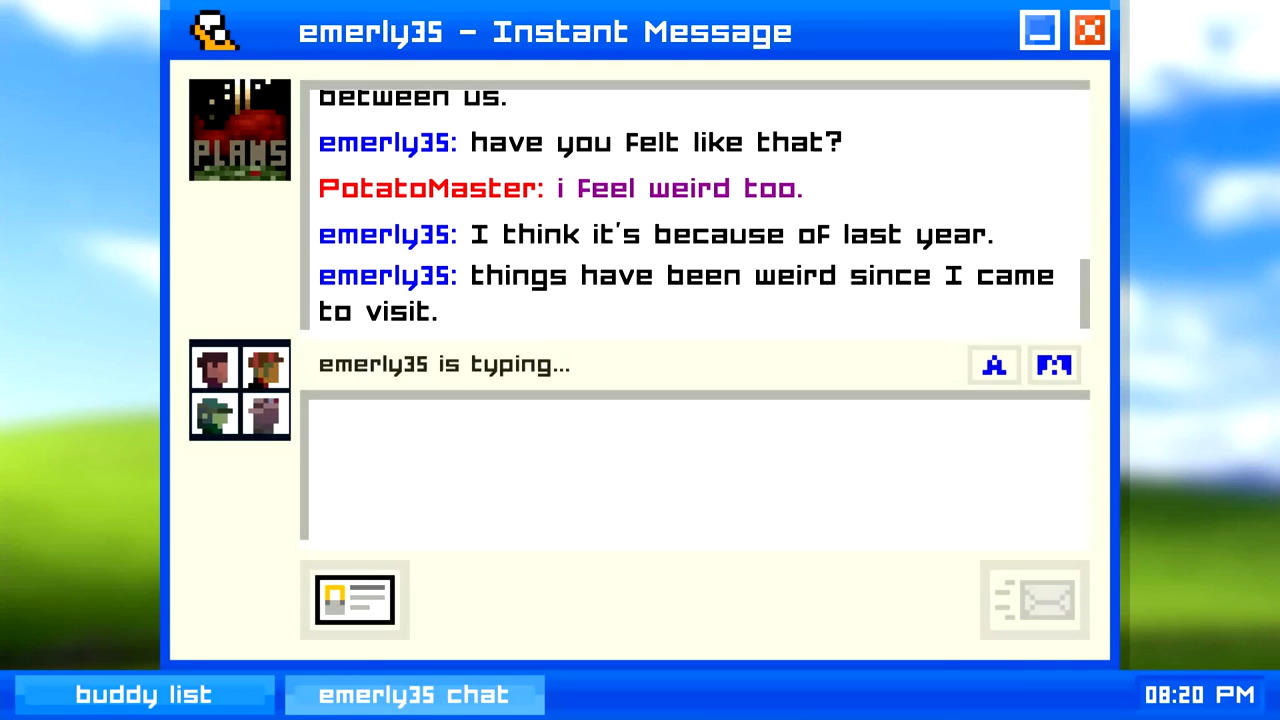 emerly35 - Instant Message
between us.
emerly35: have you felt like that?
PotatoMaster: i feel weird too.
emerly35: I think it's because of last year.
emerly35: things have been weird since I came
to visit.
PLANS
emerly35 is typing...
A
buddy list
emerly35 chat
08:20 PM